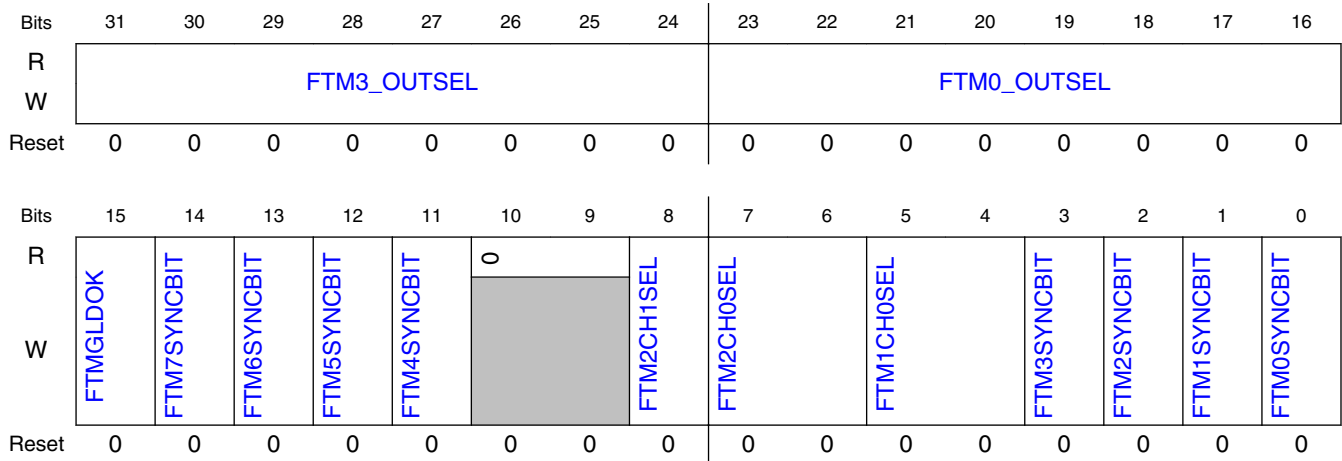 Bits 31 30 29 28 27 26 25 24 23 22 21 20 19 18 17 16
R
FTM3_OUTSEL FTM0_OUTSEL
W
Reset 0 0 0 0 0 0 0 0 0 0 0 0 0 0 0 0
Bits 15 14 13 12 11 10 9 8 7 6 5 4 3 2 1 0
R 0
W
FTMGLDOK
FTM7SYNCBIT
FTM6SYNCBIT
FTM5SYNCBIT
FTM4SYNCBIT
FTM2CH1SEL
FTM2CH0SEL
FTM1CH0SEL
FTM3SYNCBIT
FTM2SYNCBIT
FTM1SYNCBIT
FTM0SYNCBIT
Reset 0 0 0 0 0 0 0 0 0 0 0 0 0 0 0 0